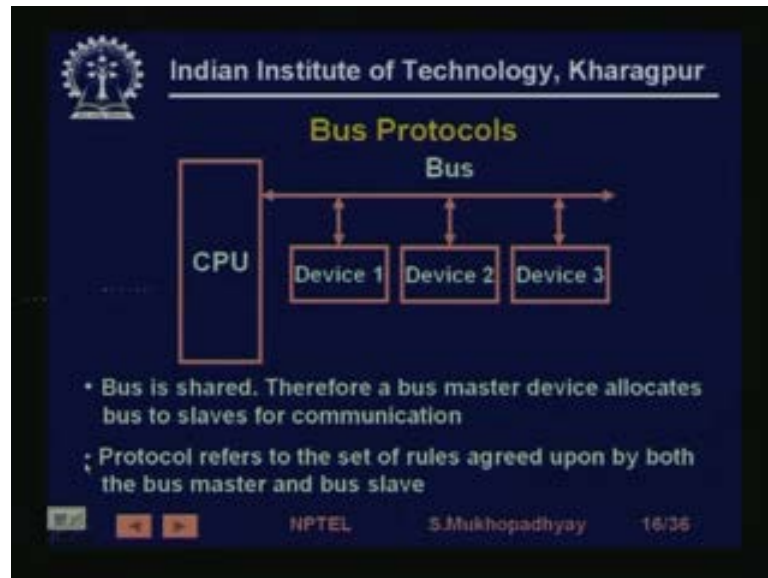 Indian Institute of Technology, Kharagpur
Bus Protocols
Bus
CPU
Device 1
Device 2
Device 3
• Bus is shared. Therefore a bus master device allocates
bus to slaves for communication
• Protocol refers to the set of rules agreed upon by both
the bus master and bus slave
NPTEL
S.Mukhopadhyay
16/36